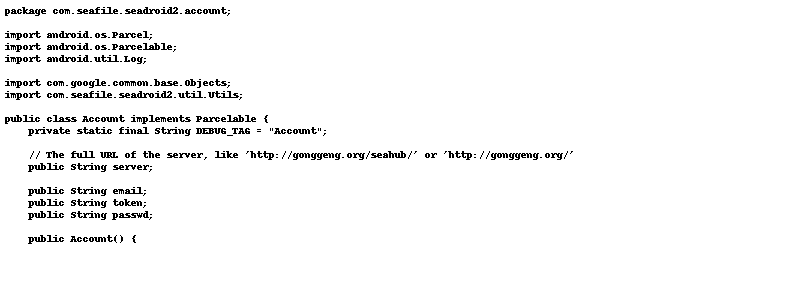 package com.seafile.seadroid2.account;
import android.os.Parcel;
import android.os.Parcelable;
import android.util.Log;
import com.google.common.base.Objects;
import com.seafile.seadroid2.util.Utils;
public class Account implements Parcelable {
private static final String DEBUG_TAG = "Account";
// The full URL of the server, like 'http://gonggeng.org/seahub/' or 'http://gonggeng.org/'
public String server;
public String email;
public String token;
public String passwd;
public Account() {